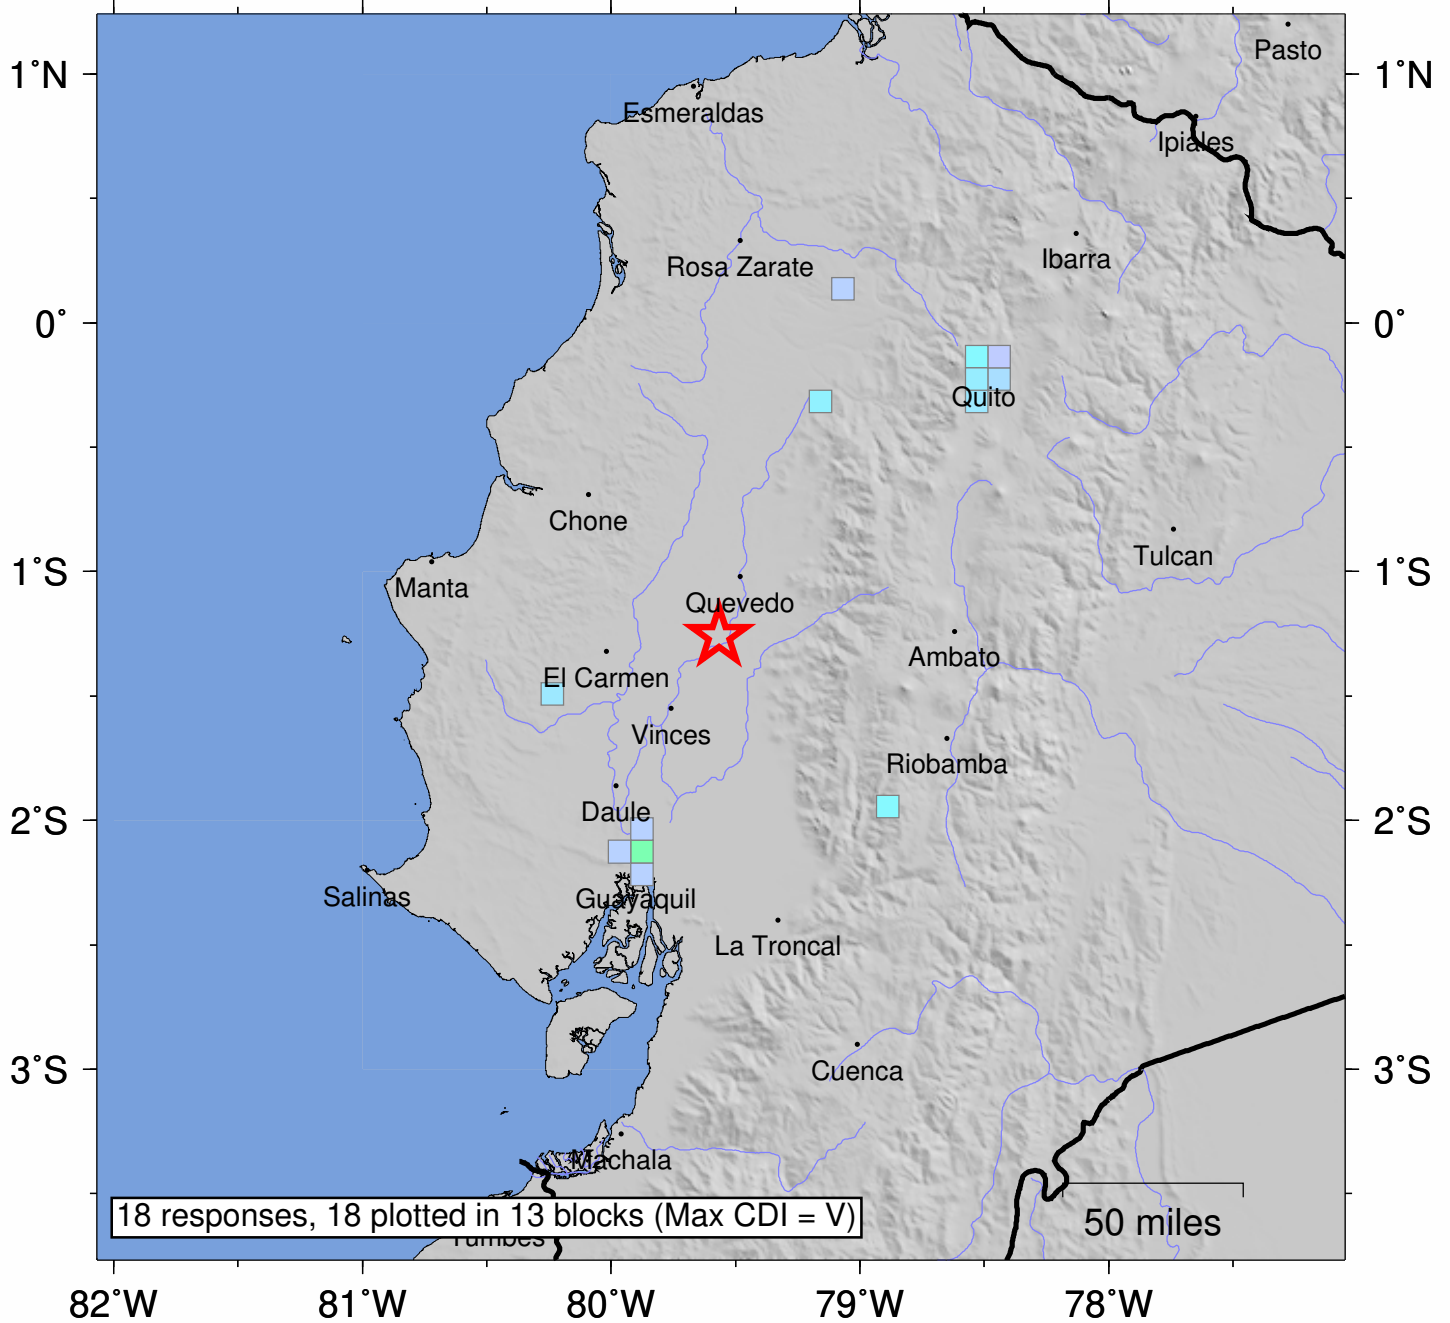 Pasto
1°N
1°N
Esmeraldas
Ipiales
Ibarra
Rosa Zarate
0°
0°
Quito
Chone
Tulcan
1°S
1°S
Manta
Quevedo
Ambato
El Carmen
Vinces
Riobamba
Daule
2°S
2°S
Salinas
Guayaquil
La Troncal
Cuenca
3°S
3°S
Machala
18 responses, 18 plotted in 13 blocks (Max CDI = V)
50 miles
Tumbes
82°W
81°W
80°W
79°W
78°W